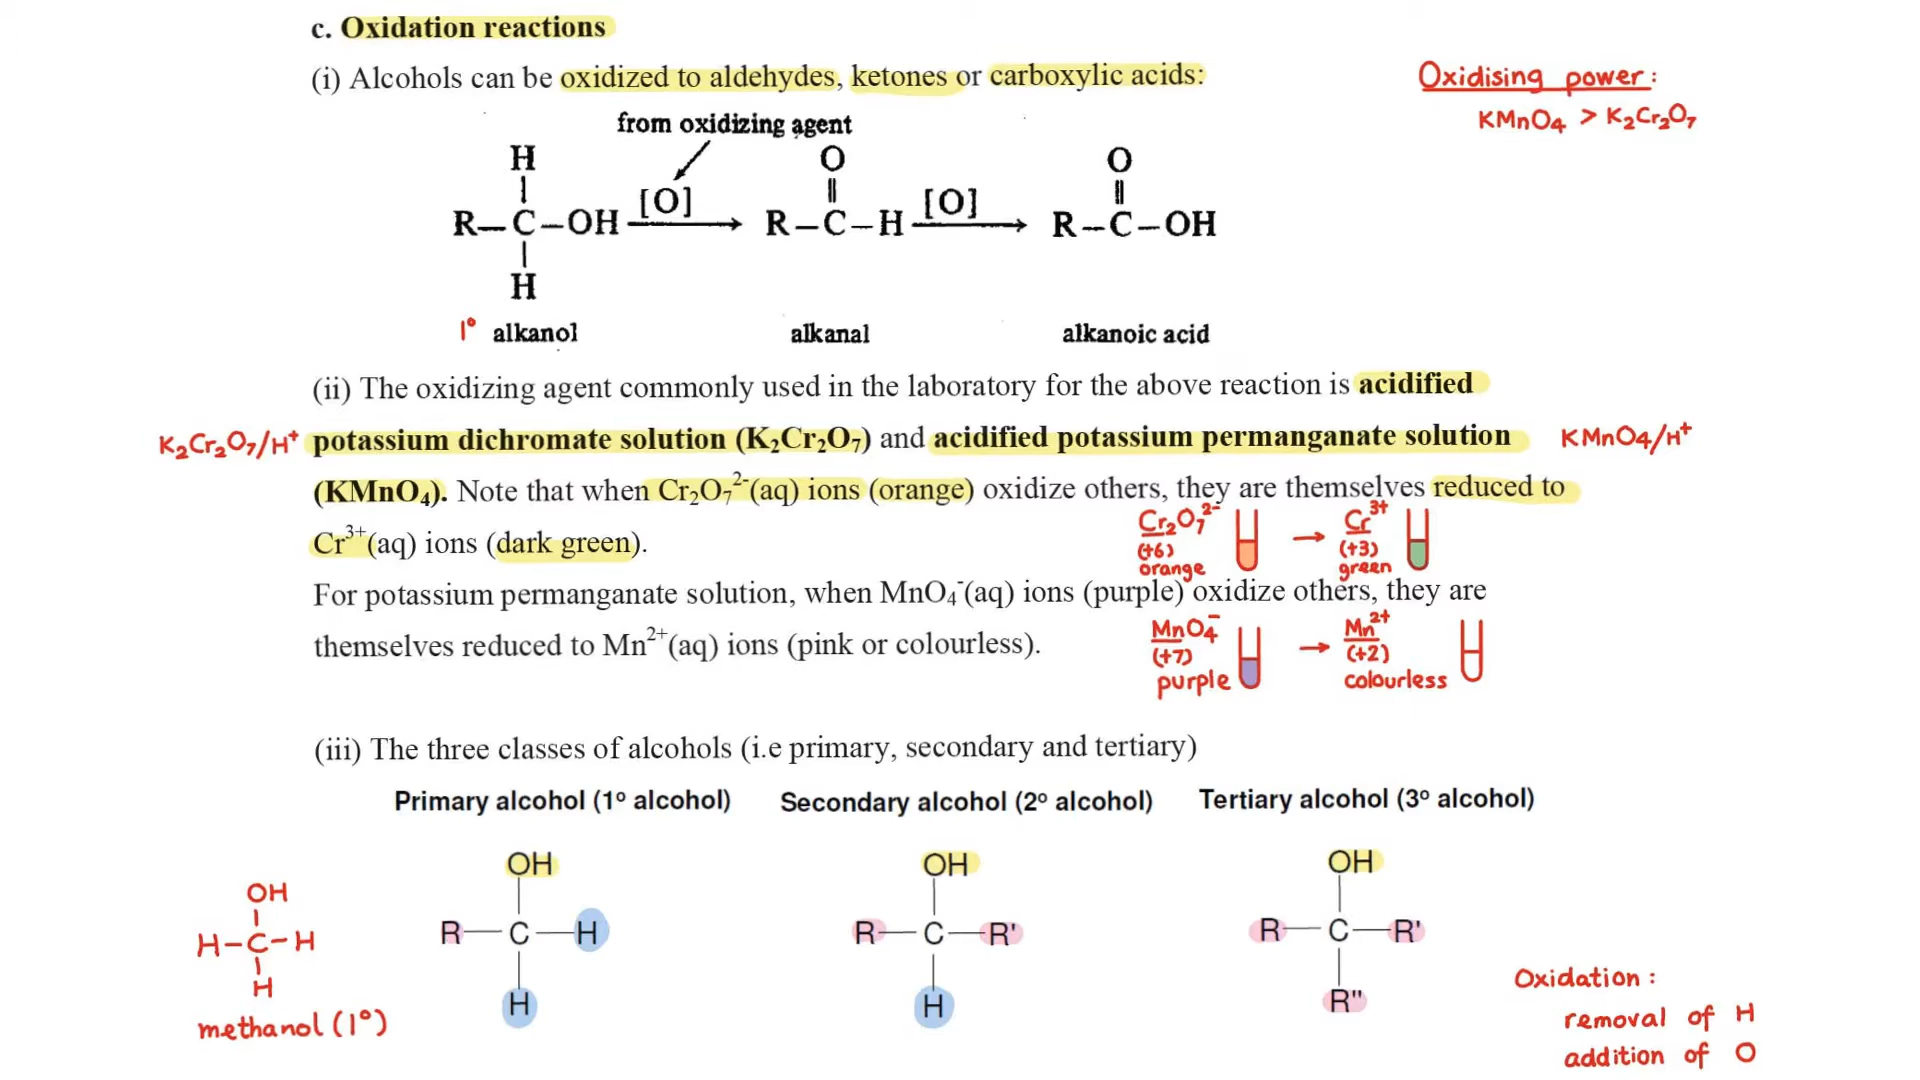 c. Oxidation reactions
(i) Alcohols can be oxidized to aldehydes, ketones or carboxylic acids:
Oxidising power:
KMnO₄ > K₂Cr₂O₇
from oxidizing agent
H O O
R–C–OH [O] R–C–H [O] R–C–OH
H
1° alkanol alkanal alkanoic acid
(ii) The oxidizing agent commonly used in the laboratory for the above reaction is acidified
K₂Cr₂O₇/H⁺ potassium dichromate solution (K₂Cr₂O₇) and acidified potassium permanganate solution KMnO₄/H⁺
(KMnO₄). Note that when Cr₂O₇²⁻(aq) ions (orange) oxidize others, they are themselves reduced to
Cr³⁺(aq) ions (dark green).
Cr₂O₇²⁻ → Cr³⁺
(+6) (+3)
orange green
For potassium permanganate solution, when MnO₄⁻(aq) ions (purple) oxidize others, they are
themselves reduced to Mn²⁺(aq) ions (pink or colourless).
MnO₄⁻ → Mn²⁺
(+7) (+2)
purple colourless
(iii) The three classes of alcohols (i.e primary, secondary and tertiary)
Primary alcohol (1º alcohol) Secondary alcohol (2º alcohol) Tertiary alcohol (3º alcohol)
OH OH OH
R–C–H R–C–R' R–C–R'
H H R"
OH
H–C–H
H
methanol (1°)
Oxidation:
removal of H
addition of O